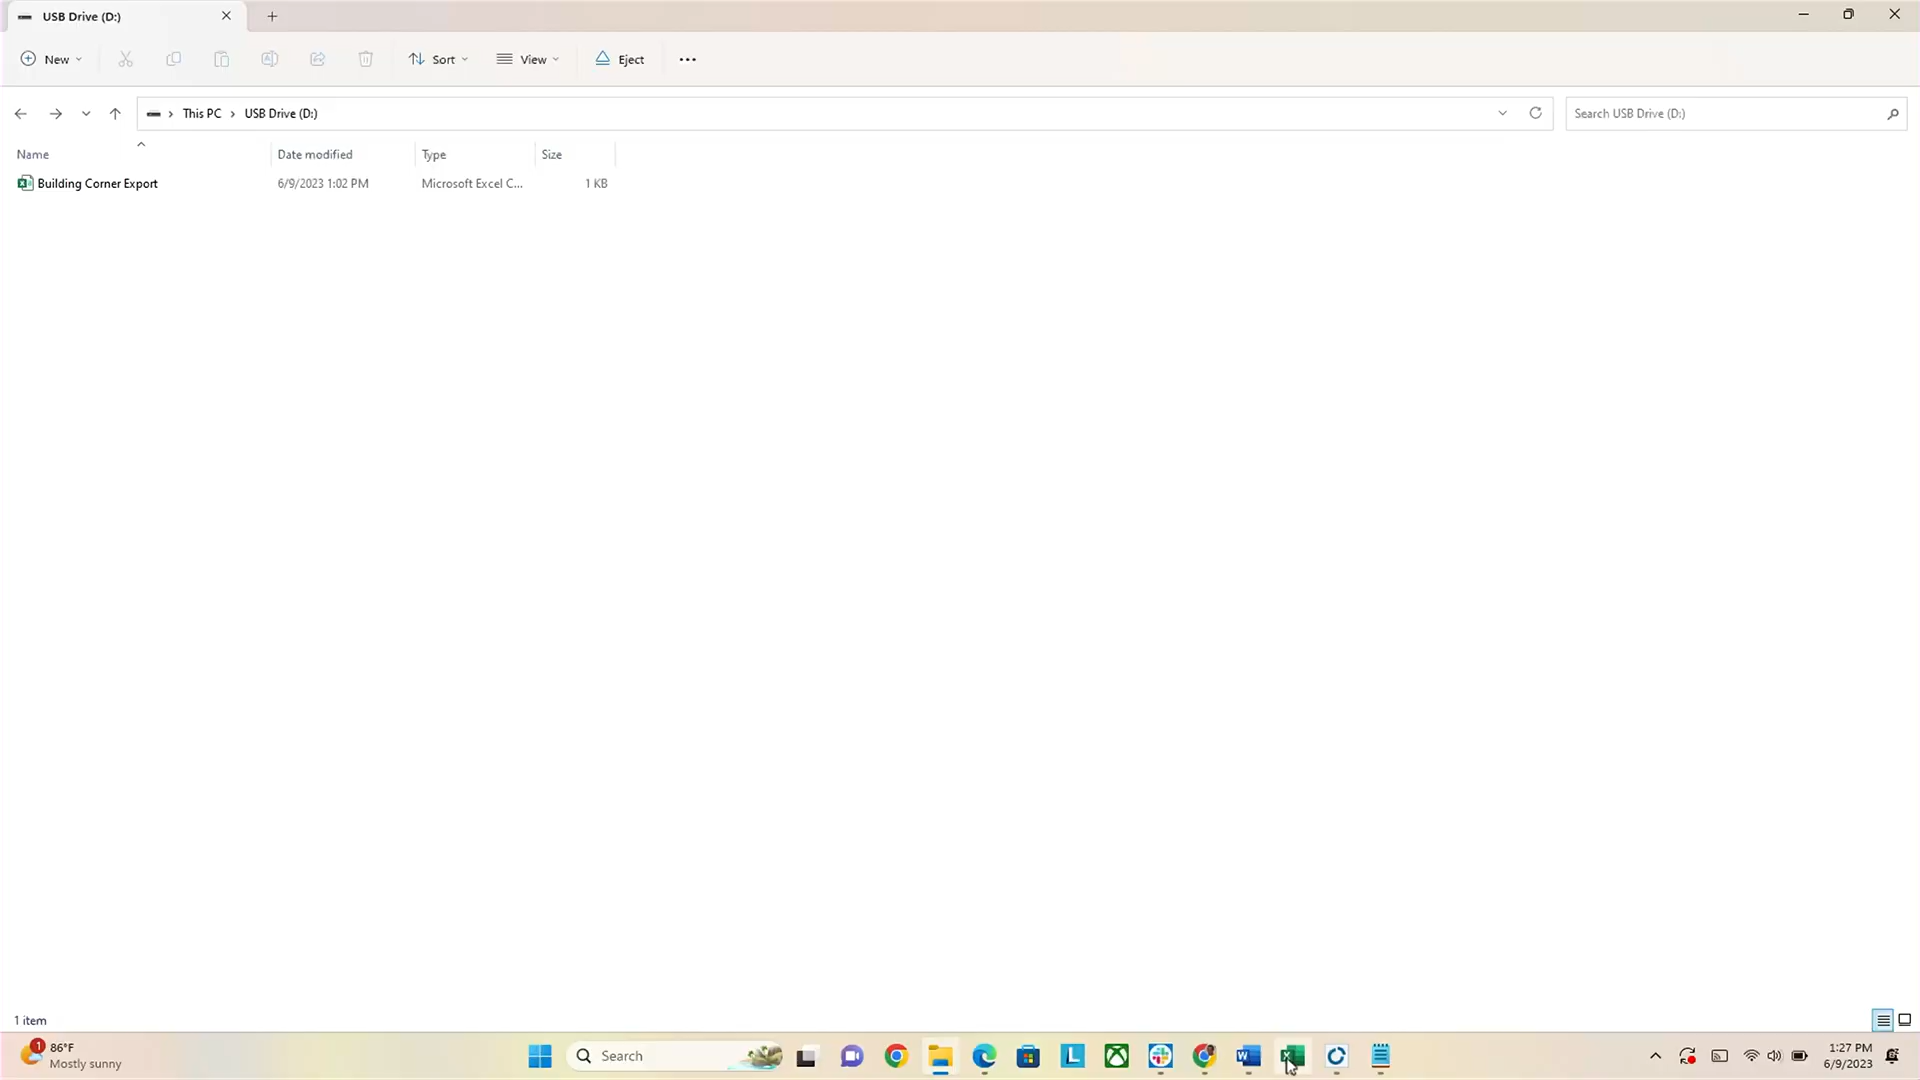 USB Drive (D:)
New
Sort
View
Eject
This PC
USB Drive (D:)
Search USB Drive (D:)
Name
Date modified
Type
Size
Building Corner Export
6/9/2023 1:02 PM
Microsoft Excel C...
1 KB
1 item
1
86°F
Mostly sunny
Search
L
W
X
1:27 PM
6/9/2023